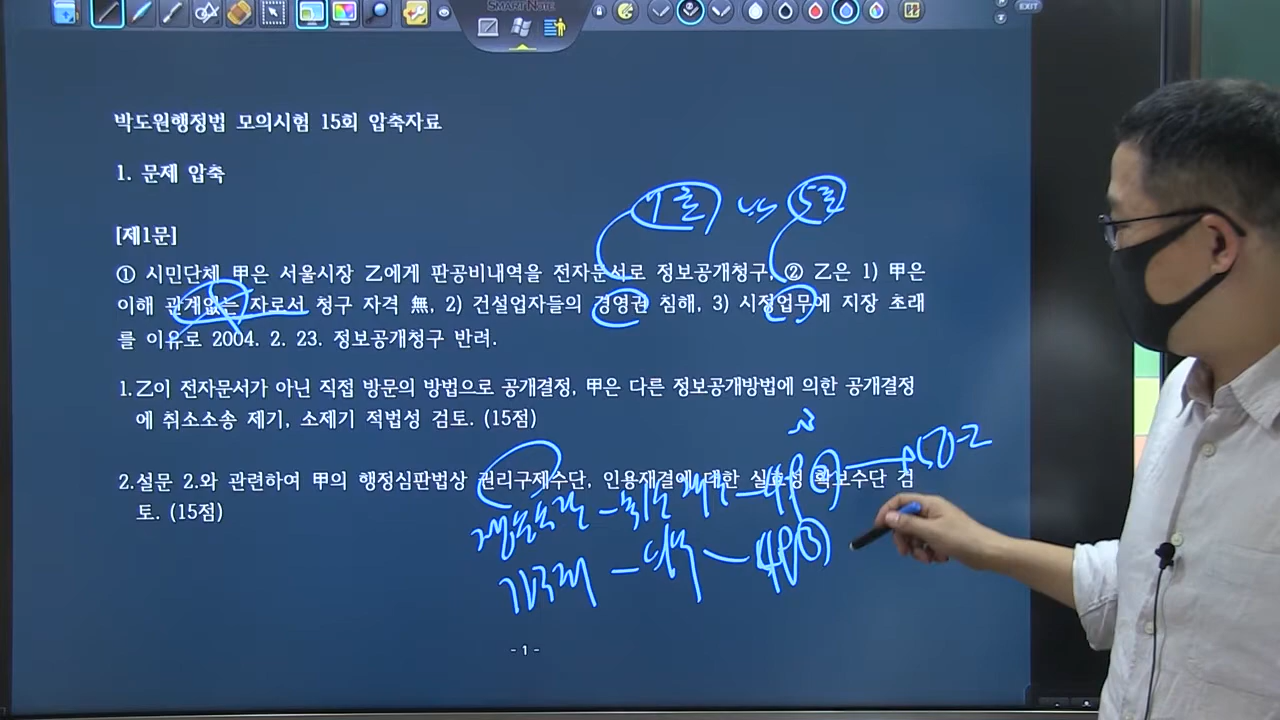 SMART NOTE
EXIT
박도원행정법 모의시험 15회 압축자료
1. 문제 압축
7호 vs 5호
[제1문]
① 시민단체 甲은 서울시장 乙에게 판공비내역을 전자문서로 정보공개청구, ② 乙은 1) 甲은
이해 관계없는 자로서 청구 자격 無, 2) 건설업자들의 경영권 침해, 3) 시정업무에 지장 초래
를 이유로 2004. 2. 23. 정보공개청구 반려.
1.乙이 전자문서가 아닌 직접 방문의 방법으로 공개결정, 甲은 다른 정보공개방법에 의한 공개결정
에 취소소송 제기, 소제기 적법성 검토. (15점)
2.설문 2.와 관련하여 甲의 행정심판법상 권리구제수단, 인용재결에 대한 실효성 확보수단 검
토. (15점)
- 1 -